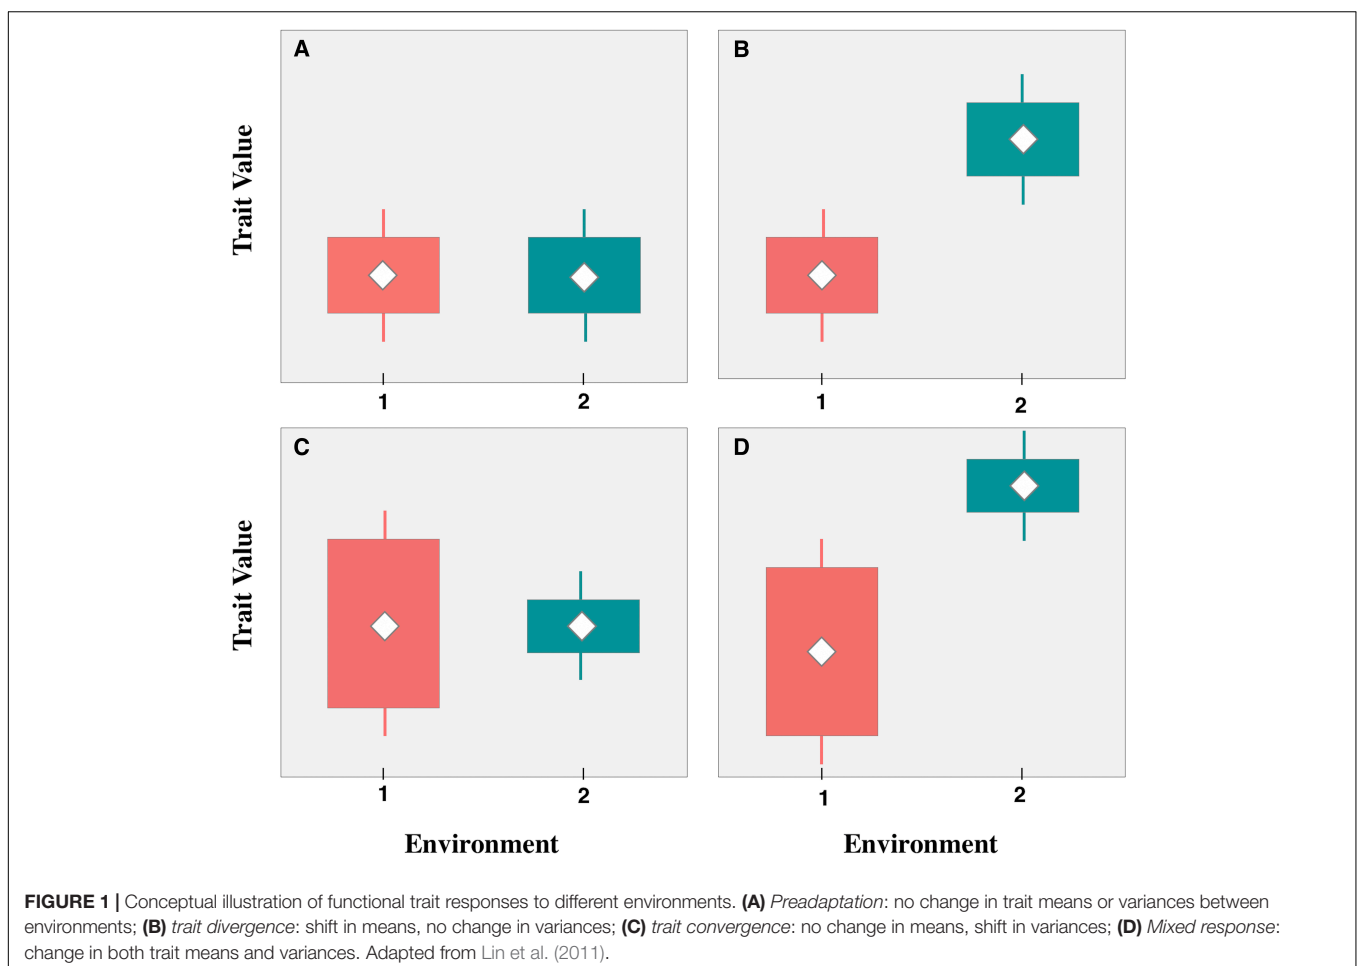 A
B
Trait Value
1
2
1
2
C
D
Trait Value
1
2
1
2
Environment
Environment
FIGURE 1 | Conceptual illustration of functional trait responses to different environments. (A) Preadaptation: no change in trait means or variances between
environments; (B) trait divergence: shift in means, no change in variances; (C) trait convergence: no change in means, shift in variances; (D) Mixed response:
change in both trait means and variances. Adapted from Lin et al. (2011).